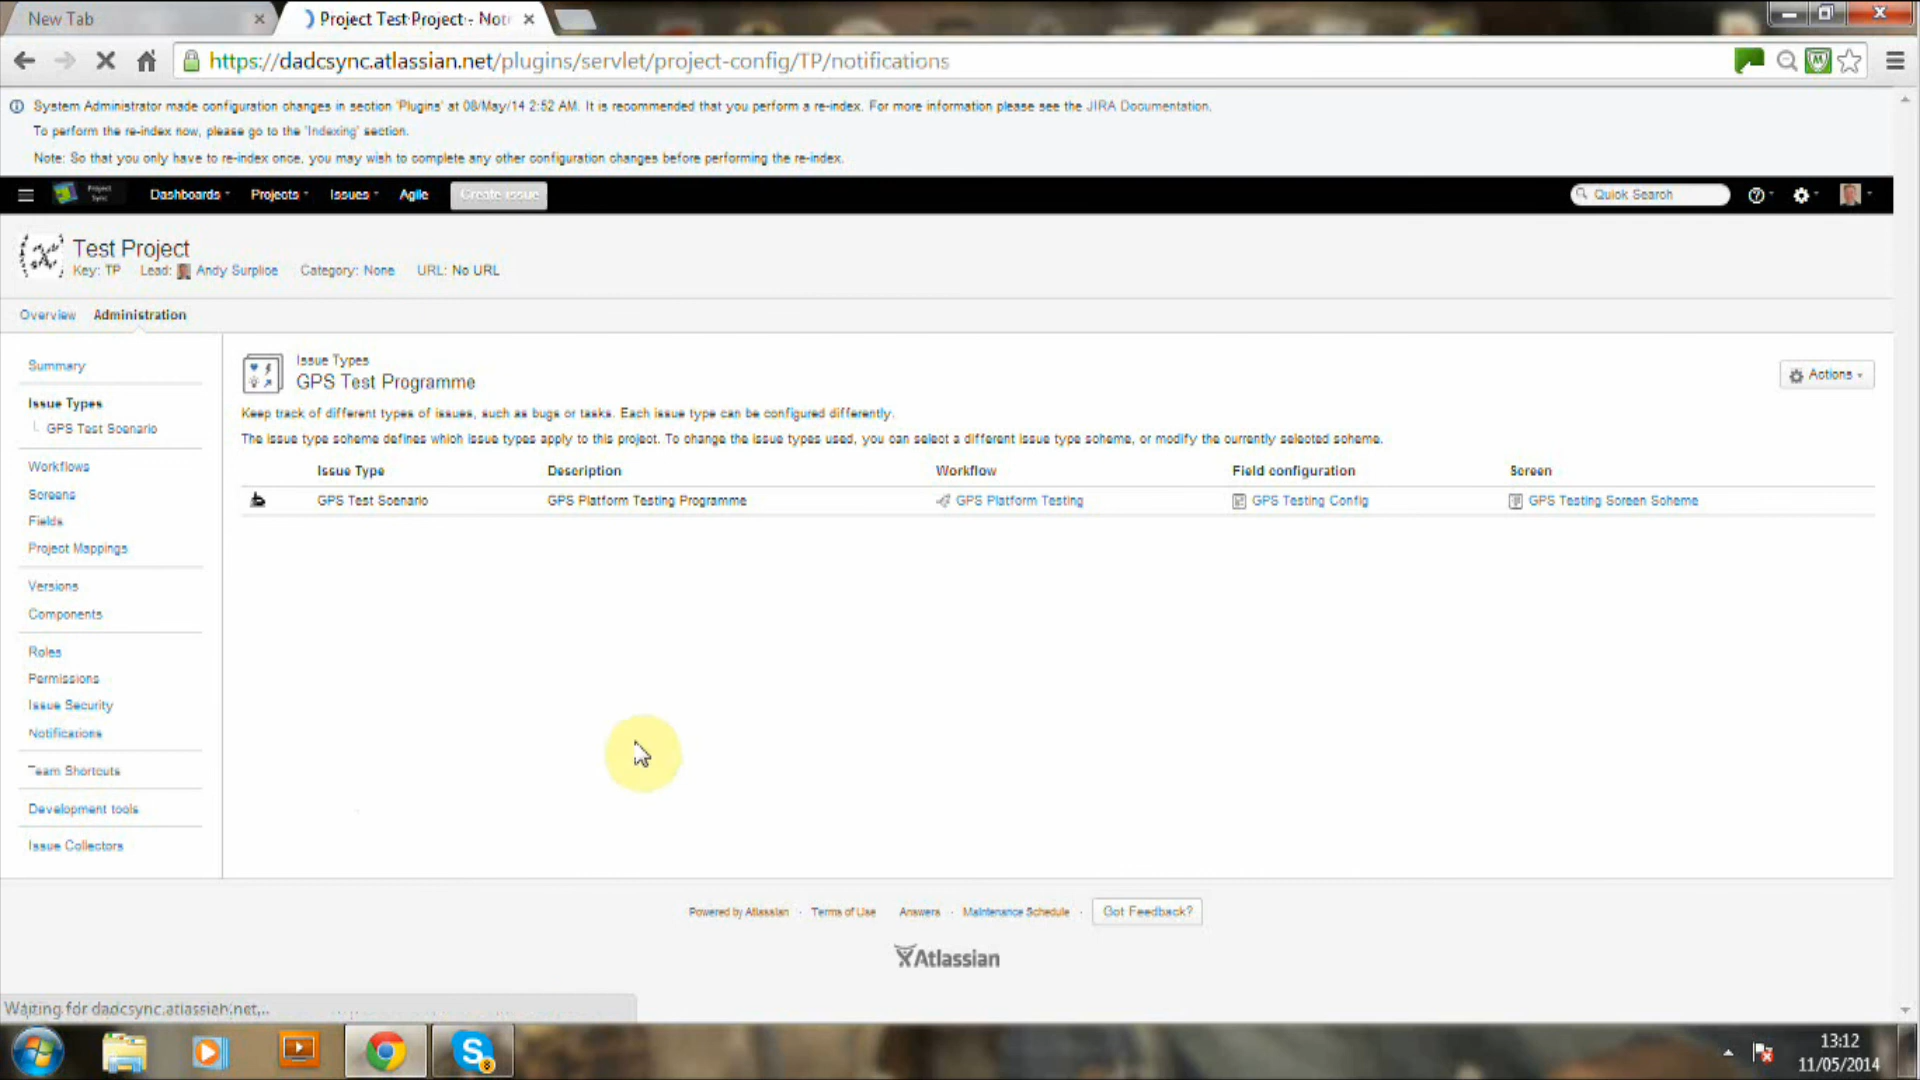 New Tab
Project Test Project - Noti
https://dadcsync.atlassian.net/plugins/servlet/project-config/TP/notifications
System Administrator made configuration changes in section 'Plugins' at 08/May/14 2:52 AM. It is recommended that you perform a re-index. For more information please see the JIRA Documentation.
To perform the re-index now, please go to the 'Indexing' section.
Note: So that you only have to re-index once, you may wish to complete any other configuration changes before performing the re-index.
Project Sync
Dashboards Projects Issues Agile Create issue Quick Search
Test Project
Key: TP Lead: Andy Surplice Category: None URL: No URL
Overview Administration
Summary
Issue Types
GPS Test Scenario
Workflows
Screens
Fields
Project Mappings
Versions
Components
Roles
Permissions
Issue Security
Notifications
Team Shortcuts
Development tools
Issue Collectors
Issue Types
GPS Test Programme
Actions
Keep track of different types of issues, such as bugs or tasks. Each issue type can be configured differently.
The issue type scheme defines which issue types apply to this project. To change the issue types used, you can select a different issue type scheme, or modify the currently selected scheme.
Issue Type Description Workflow Field configuration Screen
GPS Test Scenario GPS Platform Testing Programme GPS Platform Testing GPS Testing Config GPS Testing Screen Scheme
Powered by Atlassian · Terms of Use Answers · Maintenance Schedule · Got Feedback?
Atlassian
Waiting for dadcsync.atlassian.net...
13:12
11/05/2014